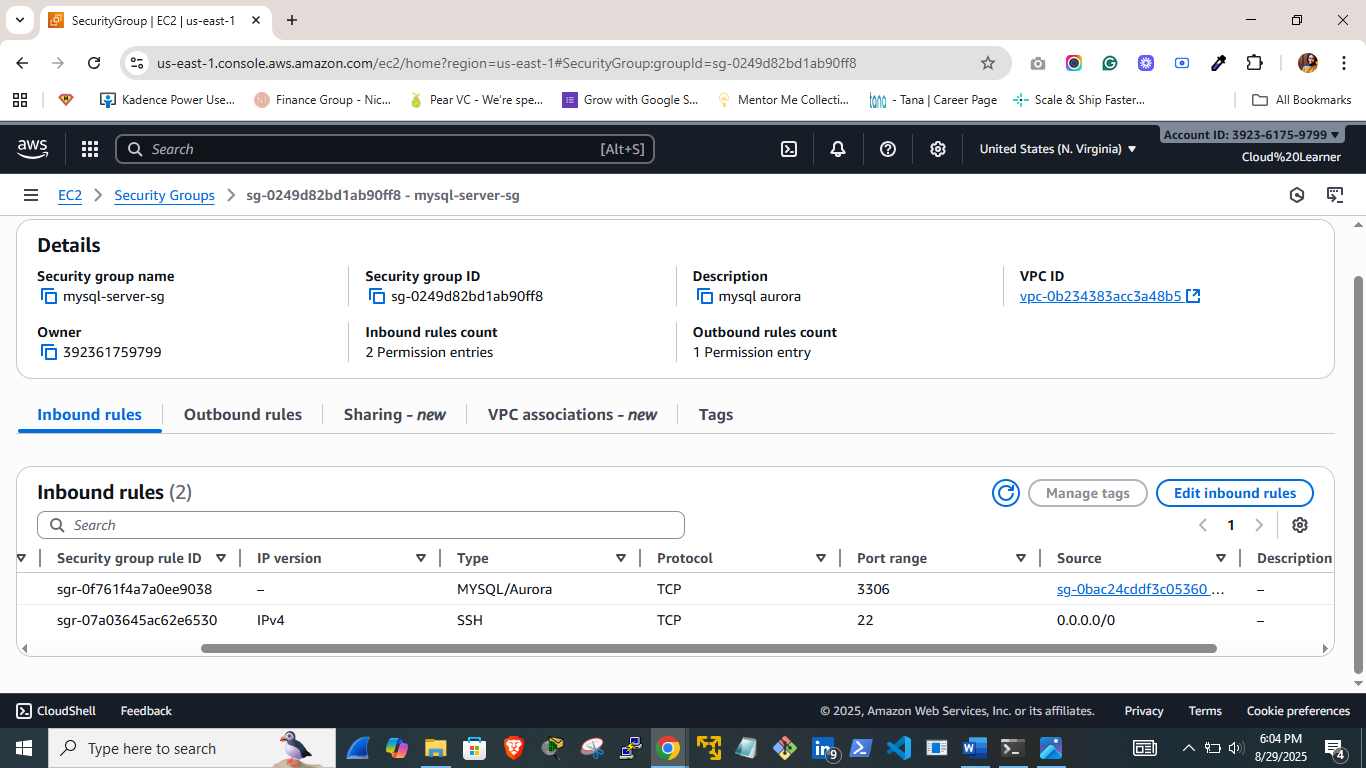 SecurityGroup | EC2 | us-east-1
us-east-1.console.aws.amazon.com/ec2/home?region=us-east-1#SecurityGroup:groupId=sg-0249d82bd1ab90ff8
Kadence Power Use... Finance Group - Nic... Pear VC - We're spe... Grow with Google S... Mentor Me Collecti... tana - Tana | Career Page Scale & Ship Faster... All Bookmarks
aws Search [Alt+S] United States (N. Virginia) Account ID: 3923-6175-9799
Cloud%20Learner
EC2 Security Groups sg-0249d82bd1ab90ff8 - mysql-server-sg
Details
Security group name Security group ID Description VPC ID
mysql-server-sg sg-0249d82bd1ab90ff8 mysql aurora vpc-0b234383acc3a48b5
Owner Inbound rules count Outbound rules count
392361759799 2 Permission entries 1 Permission entry
Inbound rules Outbound rules Sharing - new VPC associations - new Tags
Inbound rules (2) Manage tags Edit inbound rules
Search 1
Security group rule ID IP version Type Protocol Port range Source Description
sgr-0f761f4a7a0ee9038 – MYSQL/Aurora TCP 3306 sg-0bac24cddf3c05360 ... –
sgr-07a03645ac62e6530 IPv4 SSH TCP 22 0.0.0.0/0 –
CloudShell Feedback © 2025, Amazon Web Services, Inc. or its affiliates. Privacy Terms Cookie preferences
Type here to search 9 6:04 PM
8/29/2025 4